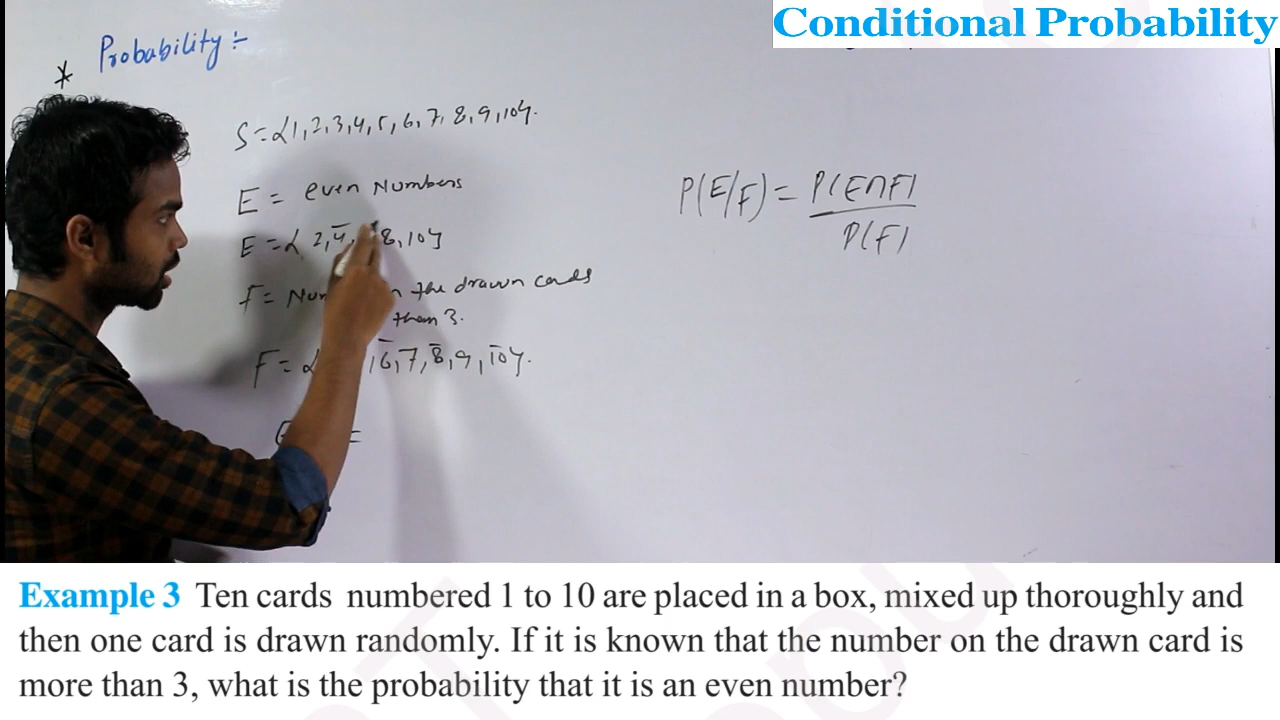 Conditional Probability
* Probability :-
S = {1, 2, 3, 4, 5, 6, 7, 8, 9, 10}.
E = even Numbers
E = { 2, 4, 8, 10}
F = the drawn cards
than 3.
F = { 6, 7, 8, 9, 10}.
E =
P(E/F) = P(E∩F)
P(F)
Example 3 Ten cards numbered 1 to 10 are placed in a box, mixed up thoroughly and
then one card is drawn randomly. If it is known that the number on the drawn card is
more than 3, what is the probability that it is an even number?